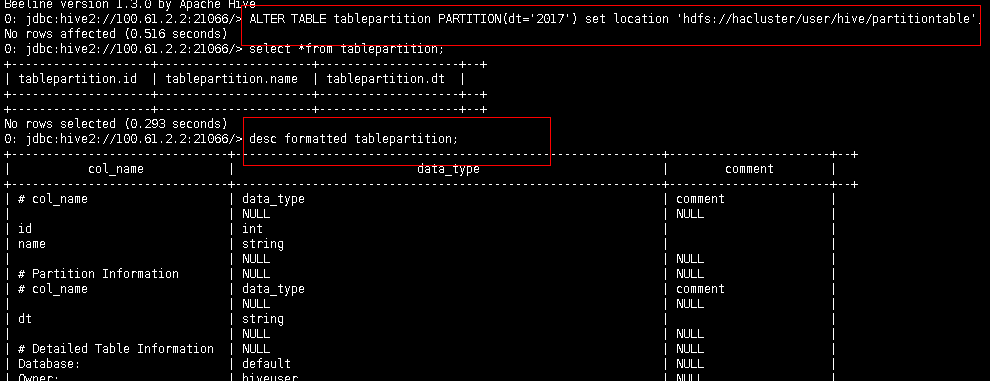 Beeline version 1.3.0 by Apache Hive
0: jdbc:hive2://100.61.2.2:21066/> ALTER TABLE tablepartition PARTITION(dt='2017') set location 'hdfs://hacluster/user/hive/partitiontable'
No rows affected (0.516 seconds)
0: jdbc:hive2://100.61.2.2:21066/> select *from tablepartition;
+--------------------+----------------------+--------------------+--+
| tablepartition.id | tablepartition.name | tablepartition.dt |
+--------------------+----------------------+--------------------+--+
+--------------------+----------------------+--------------------+--+
No rows selected (0.293 seconds)
0: jdbc:hive2://100.61.2.2:21066/> desc formatted tablepartition;
+-------------------------------+-----------------------------------------------------------+-----------------------+--+
| col_name | data_type | comment |
+-------------------------------+-----------------------------------------------------------+-----------------------+--+
| # col_name | data_type | comment |
| | NULL | NULL |
| id | int | |
| name | string | |
| | NULL | NULL |
| # Partition Information | NULL | NULL |
| # col_name | data_type | comment |
| | NULL | NULL |
| dt | string | |
| | NULL | NULL |
| # Detailed Table Information | NULL | NULL |
| Database: | default | NULL |
| Owner: | hiveuser | NULL |